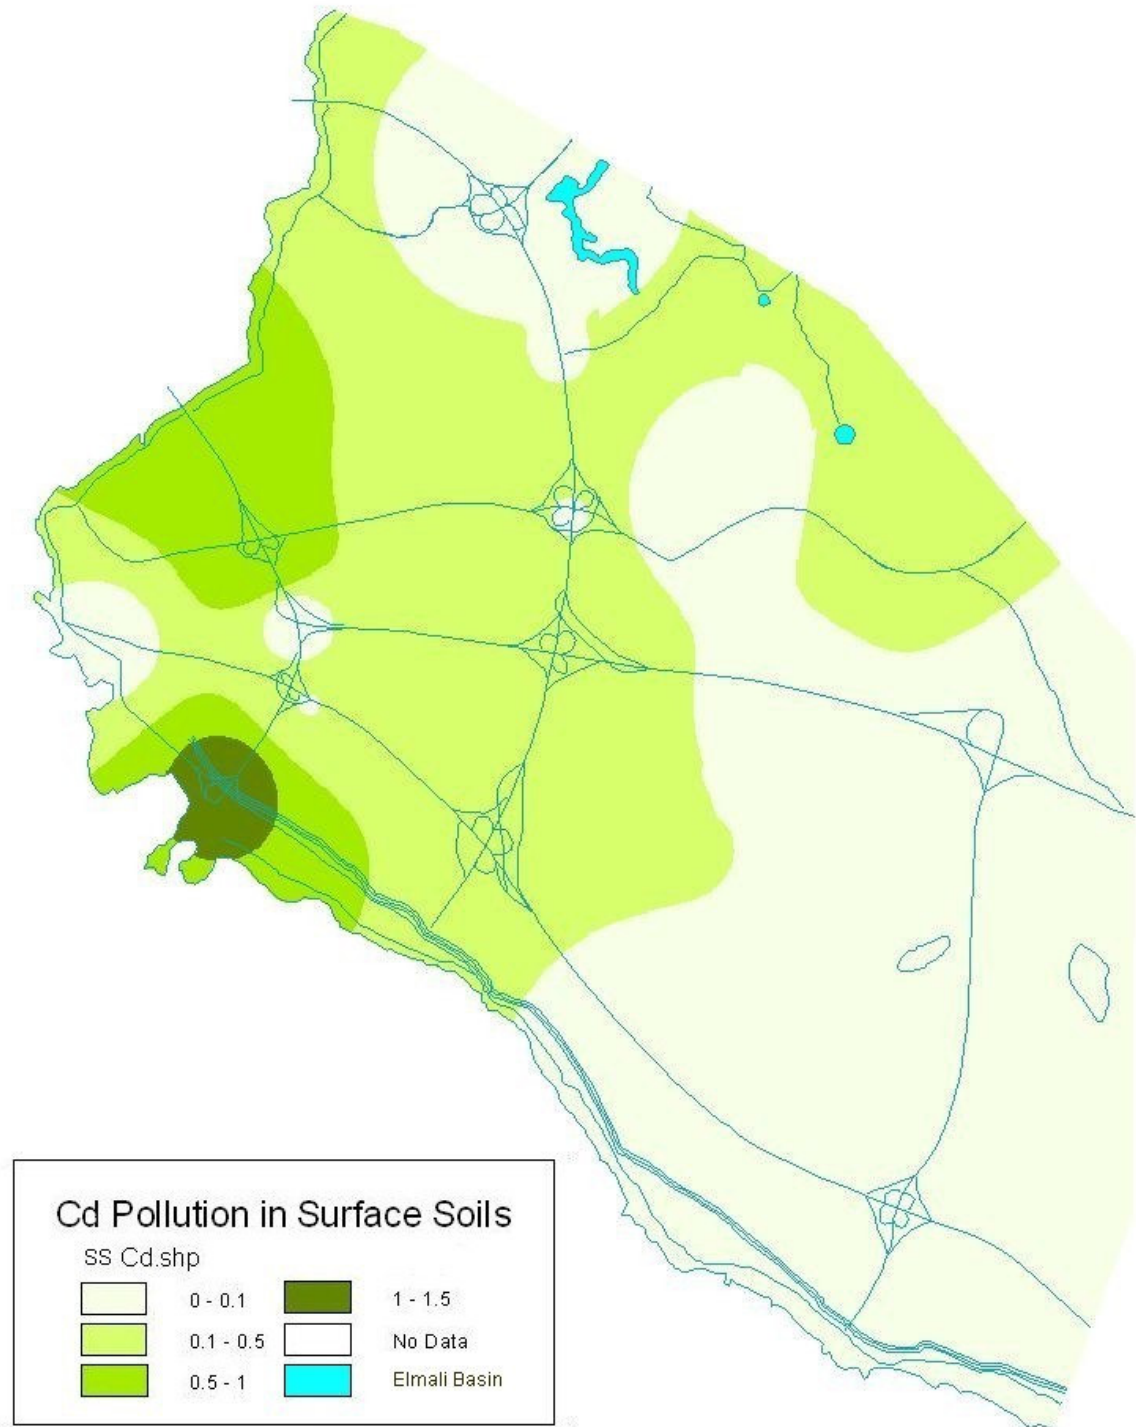 Cd Pollution in Surface Soils
SS Cd.shp
0 - 0.1
1 - 1.5
0.1 - 0.5
No Data
0.5 - 1
Elmali Basin